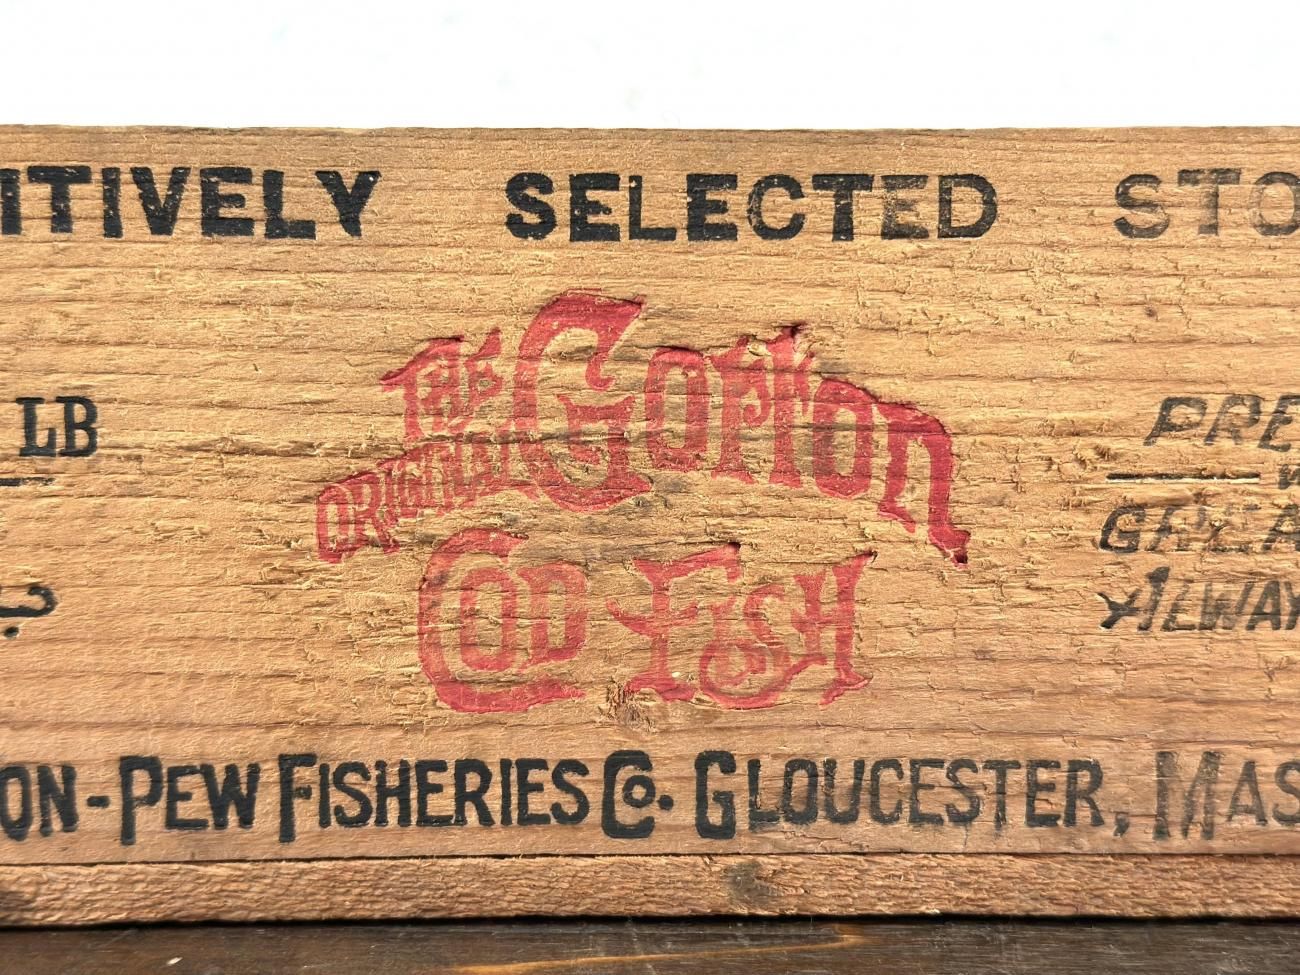 ITIVELY SELECTED STO
LB
THE ORIGINAL Gorton
COD FISH
PRE
GREA
ALWAY
ON-PEW FISHERIES CO. GLOUCESTER, MAS